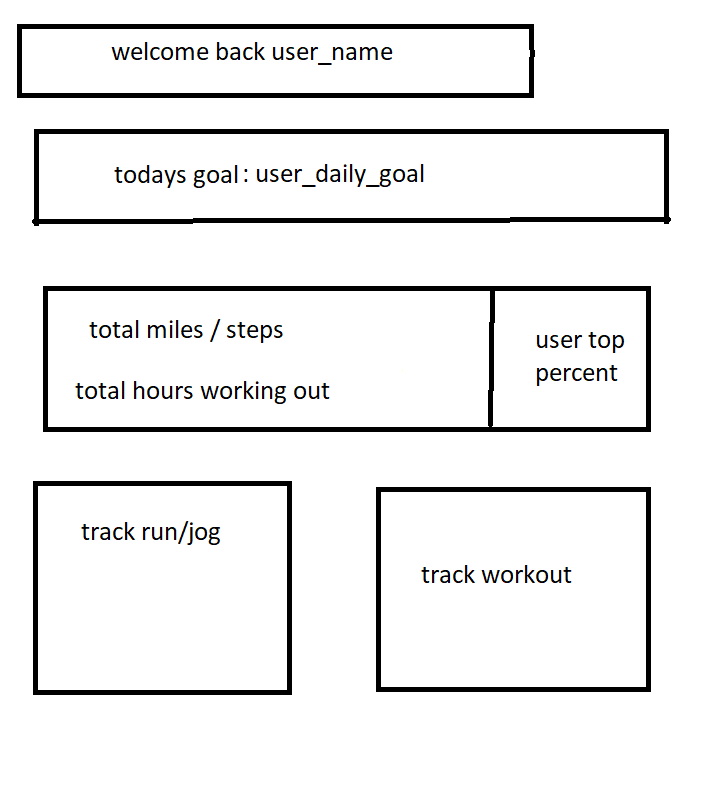 welcome back user_name
todays goal: user_daily_goal
total miles / steps
total hours working out
user top
percent
track run/jog
track workout